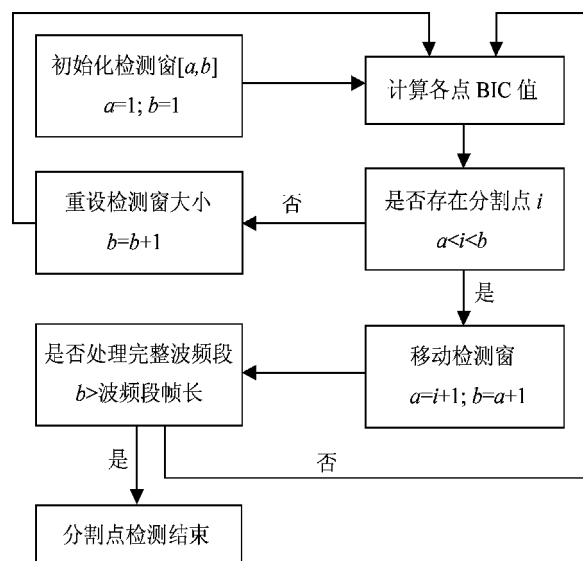 初始化检测窗[a,b]
a=1; b=1
计算各点 BIC 值
重设检测窗大小
b=b+1
否
是否存在分割点 i
a<i<b
是
是否处理完整波频段
b>波频段帧长
移动检测窗
a=i+1; b=a+1
是
否
分割点检测结束